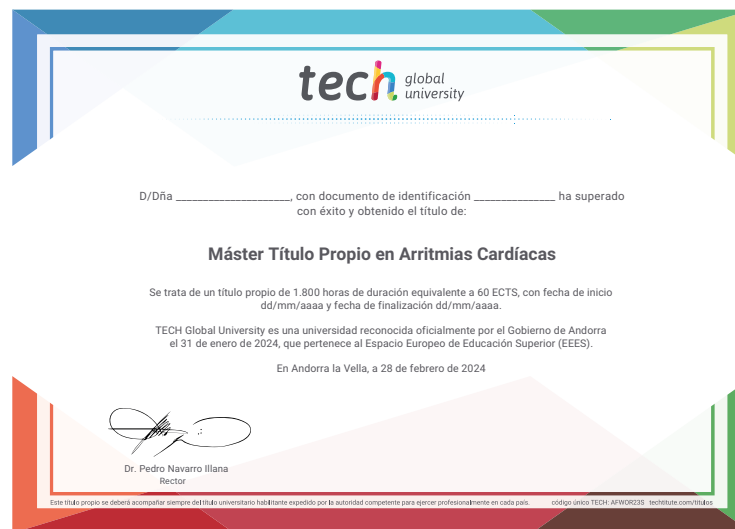 tech global university
D/Dña ____________________, con documento de identificación ______________ ha superado
con éxito y obtenido el título de:
Máster Título Propio en Arritmias Cardíacas
Se trata de un título propio de 1.800 horas de duración equivalente a 60 ECTS, con fecha de inicio
dd/mm/aaaa y fecha de finalización dd/mm/aaaa.
TECH Global University es una universidad reconocida oficialmente por el Gobierno de Andorra
el 31 de enero de 2024, que pertenece al Espacio Europeo de Educación Superior (EEES).
En Andorra la Vella, a 28 de febrero de 2024
Dr. Pedro Navarro Illana
Rector
Este título propio se deberá acompañar siempre del título universitario habilitante expedido por la autoridad competente para ejercer profesionalmente en cada país. código único TECH: AFWOR23S techtitute.com/titulos